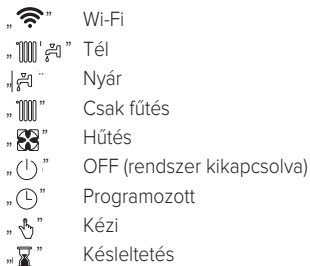 „ ” Wi-Fi
„ ” Tél
„ ” Nyár
„ ” Csak fűtés
„ ” Hűtés
„ ” OFF (rendszer kikapcsolva)
„ ” Programozott
„ ” Kézi
„ ” Késleltetés